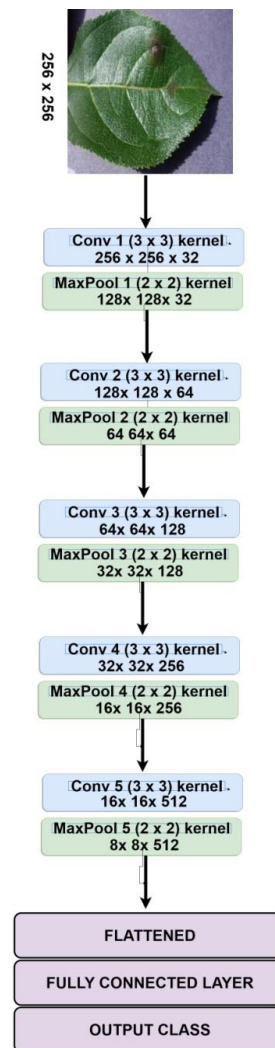 256 x 256
Conv 1 (3 x 3) kernel
256 x 256 x 32
MaxPool 1 (2 x 2) kernel
128x 128x 32
Conv 2 (3 x 3) kernel
128x 128 x 64
MaxPool 2 (2 x 2) kernel
64 64x 64
Conv 3 (3 x 3) kernel
64x 64x 128
MaxPool 3 (2 x 2) kernel
32x 32x 128
Conv 4 (3 x 3) kernel
32x 32x 256
MaxPool 4 (2 x 2) kernel
16x 16x 256
Conv 5 (3 x 3) kernel
16x 16x 512
MaxPool 5 (2 x 2) kernel
8x 8x 512
FLATTENED
FULLY CONNECTED LAYER
OUTPUT CLASS